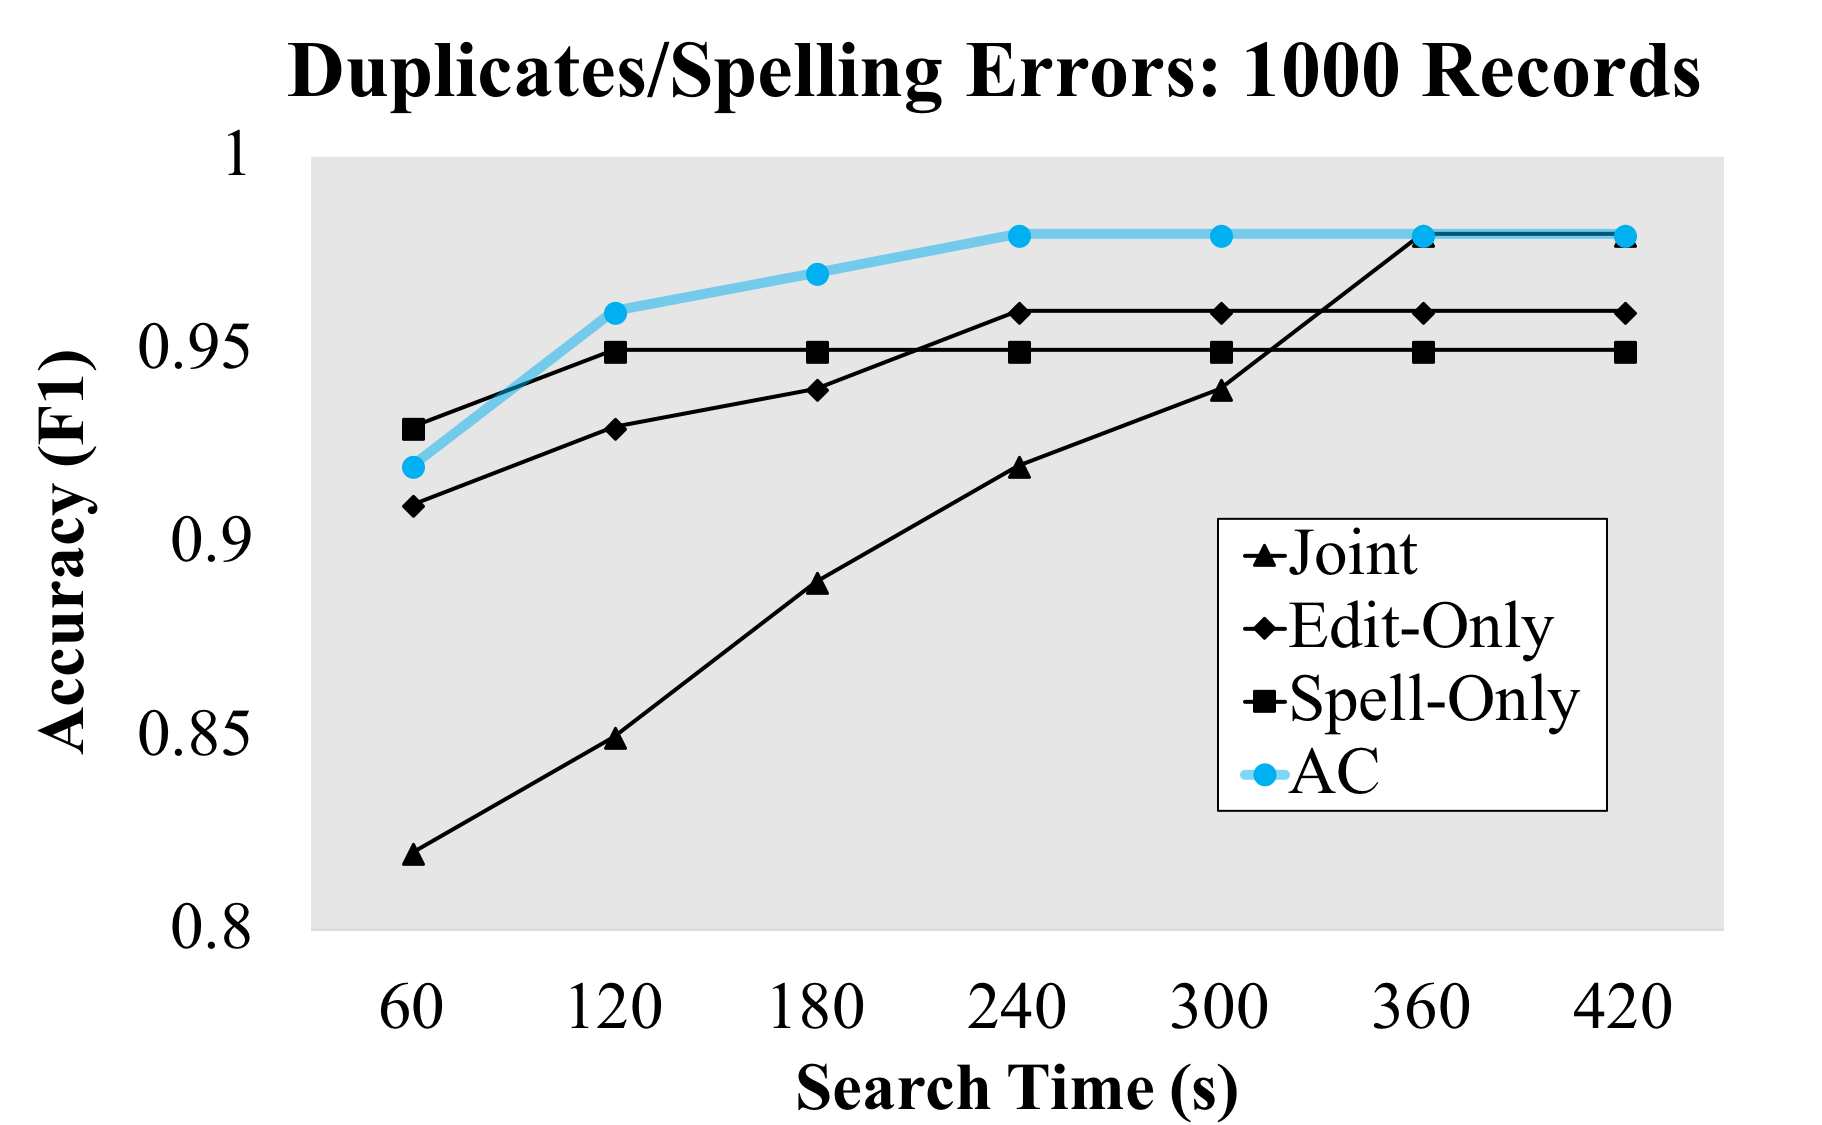 Duplicates/Spelling Errors: 1000 Records
1
0.95
0.9
0.85
0.8
Accuracy (F1)
Joint
Edit-Only
Spell-Only
AC
60 120 180 240 300 360 420
Search Time (s)